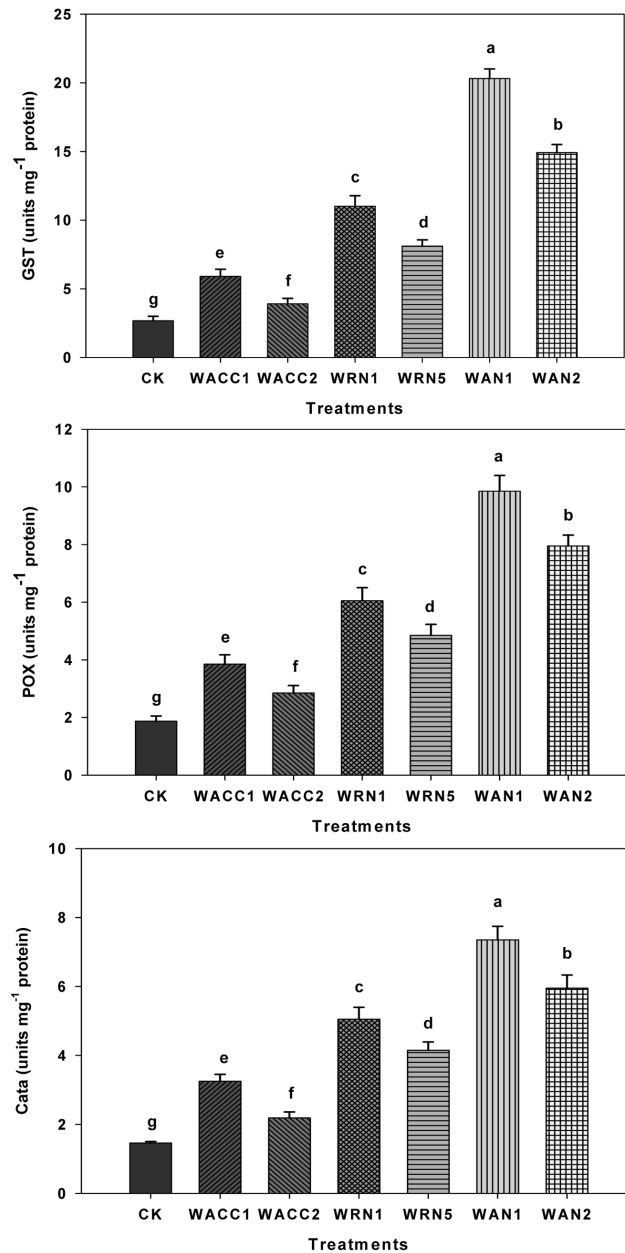 25
20
15
10
5
0
GST (units mg⁻¹ protein)
g
e
f
c
d
a
b
CK WACC1 WACC2 WRN1 WRN5 WAN1 WAN2
Treatments
12
10
8
6
4
2
0
POX (units mg⁻¹ protein)
g
e
f
c
d
a
b
CK WACC1 WACC2 WRN1 WRN5 WAN1 WAN2
Treatments
10
8
6
4
2
0
Cata (units mg⁻¹ protein)
g
e
f
c
d
a
b
CK WACC1 WACC2 WRN1 WRN5 WAN1 WAN2
Treatments